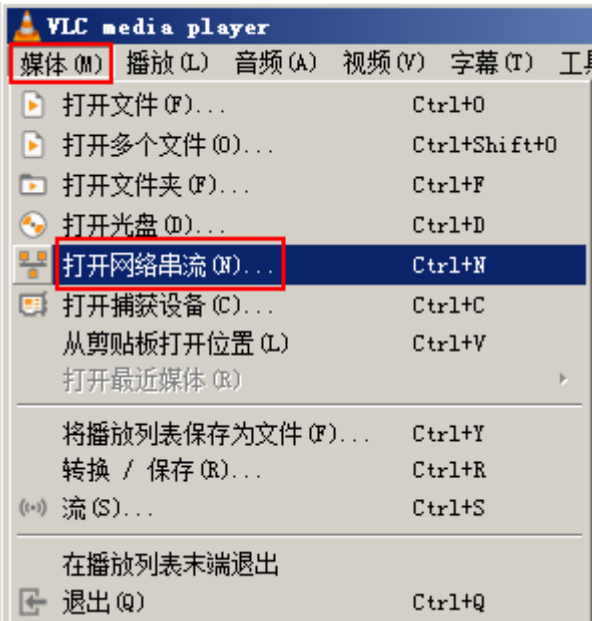 VLC media player
媒体(M) 播放(L) 音频(A) 视频(V) 字幕(T)
打开文件(F)... Ctrl+O
打开多个文件(O)... Ctrl+Shift+O
打开文件夹(F)... Ctrl+F
打开光盘(D)... Ctrl+D
打开网络串流(N)... Ctrl+N
打开捕获设备(C)... Ctrl+C
从剪贴板打开位置(L) Ctrl+V
打开最近媒体(R)
将播放列表保存为文件(F)... Ctrl+Y
转换 / 保存(R)... Ctrl+R
流(S)... Ctrl+S
在播放列表末端退出
退出(Q) Ctrl+Q